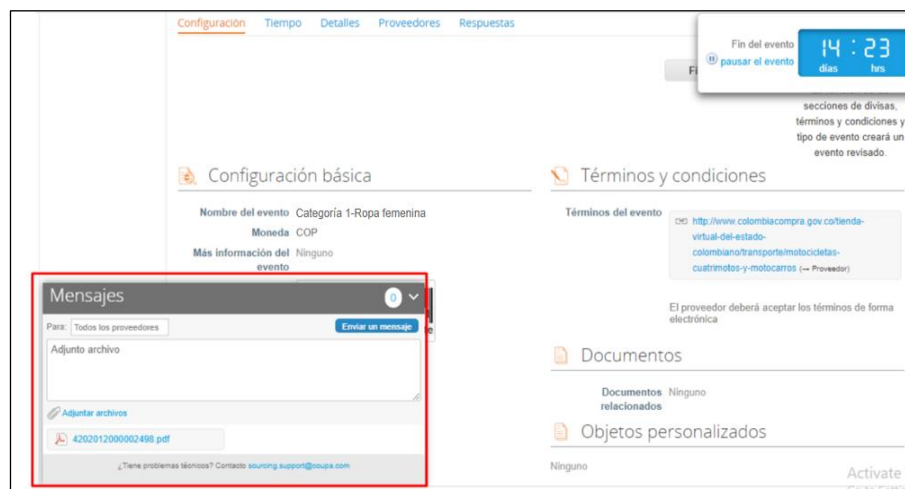 Configuración Tiempo Detalles Proveedores Respuestas
Fin del evento
pausar el evento
14 : 23
días hrs
secciones de divisas,
términos y condiciones y
tipo de evento creará un
evento revisado.
Configuración básica
Nombre del evento Categoría 1-Ropa femenina
Moneda COP
Más información del evento Ninguno
Términos y condiciones
Términos del evento
http://www.colombiacompra.gov.co/tienda-
virtual-del-estado-
colombiano/transporte/motocicletas-
cuatrimotos-y-motocarros (→ Proveedor)
El proveedor deberá aceptar los términos de forma
electrónica
Documentos
Documentos relacionados Ninguno
Objetos personalizados
Ninguno
Mensajes 0
Para: Todos los proveedores Enviar un mensaje
Adjunto archivo
Adjuntar archivos
4202012000002498.pdf
¿Tiene problemas técnicos? Contacto sourcing.support@coupa.com
Activate